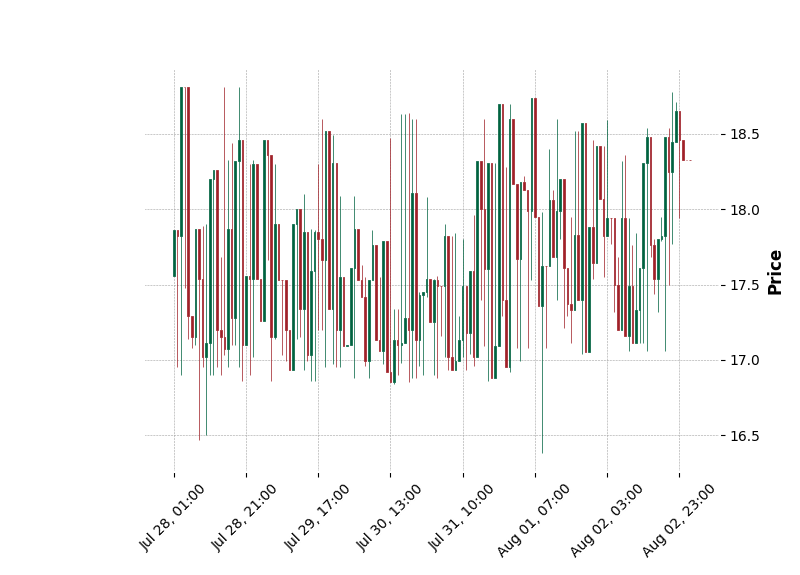 18.5
18.0
17.5
17.0
16.5
Price
Jul 28, 01:00
Jul 28, 21:00
Jul 29, 17:00
Jul 30, 13:00
Jul 31, 10:00
Aug 01, 07:00
Aug 02, 03:00
Aug 02, 23:00